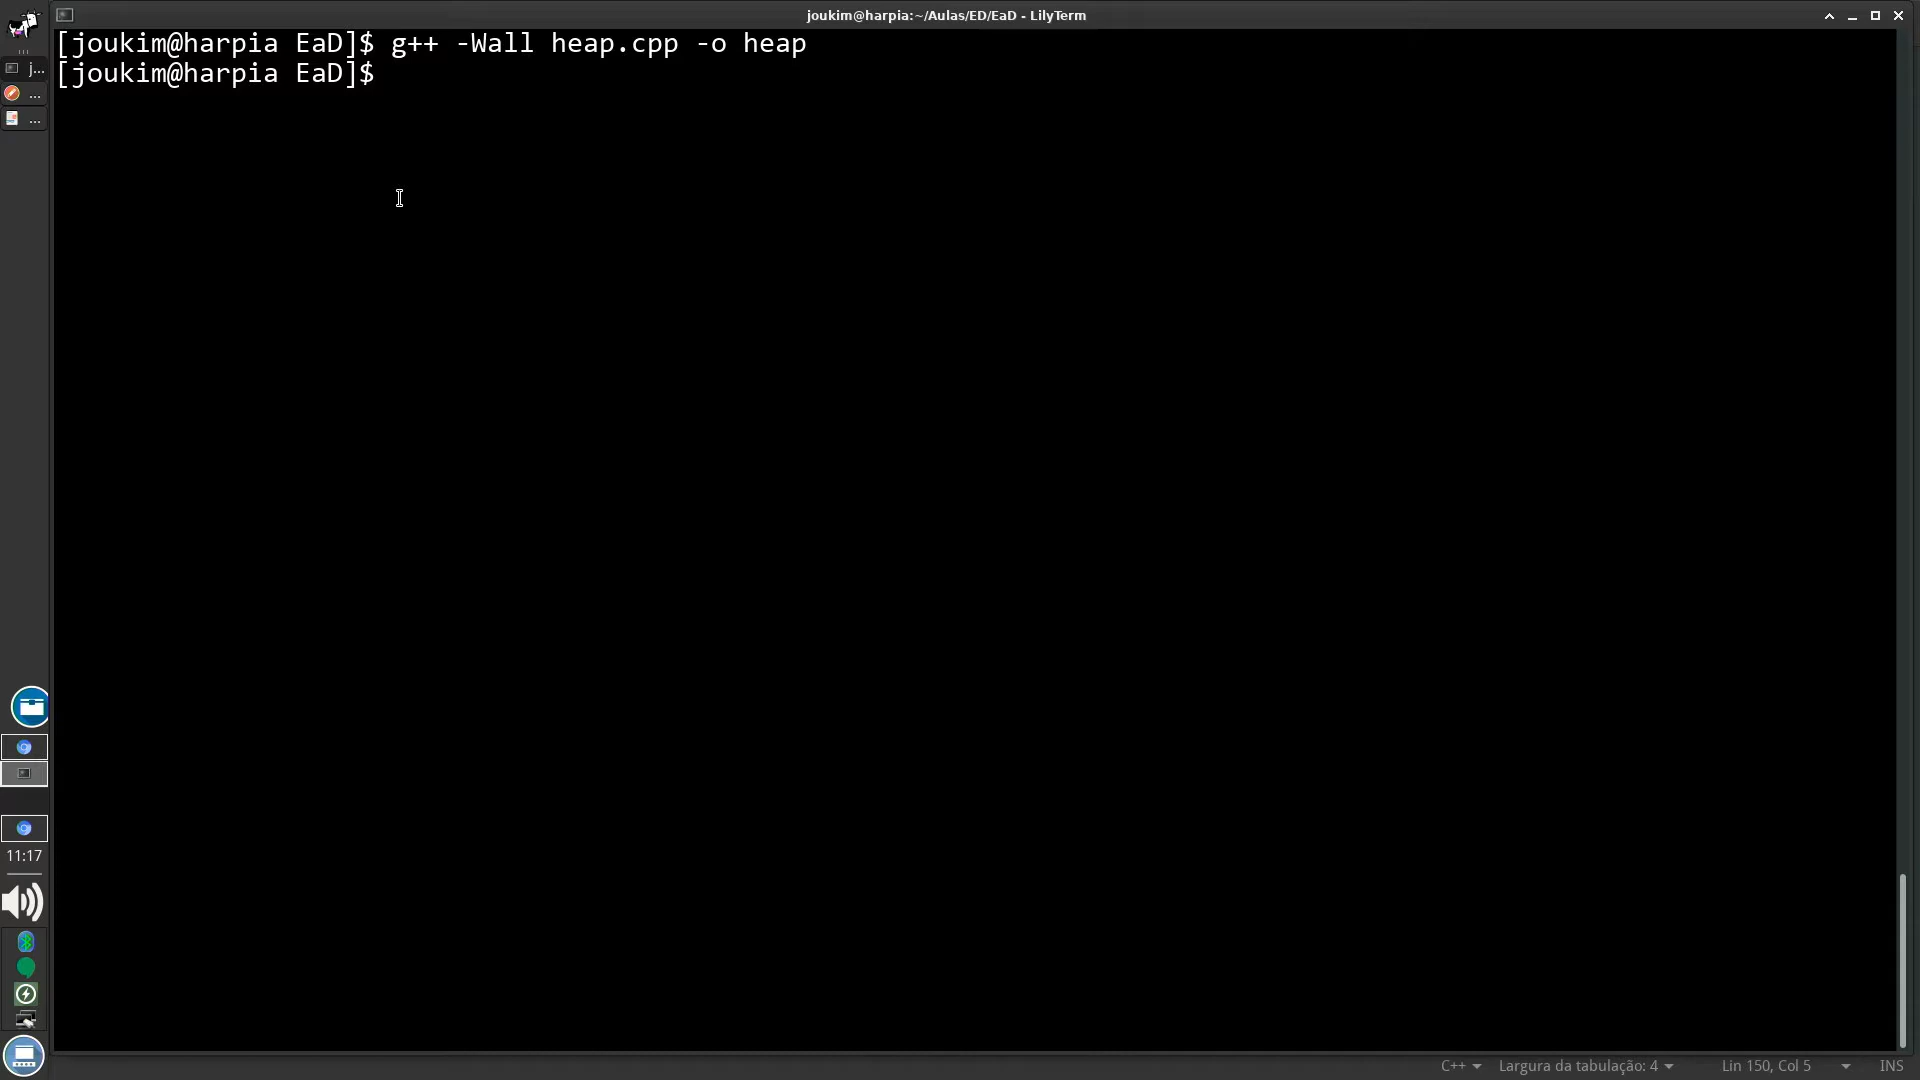 joukim@harpia:~/Aulas/ED/EaD - LilyTerm
[joukim@harpia EaD]$ g++ -Wall heap.cpp -o heap
[joukim@harpia EaD]$
j...
...
...
11:17
C++ Largura da tabulação: 4 Lin 150, Col 5 INS